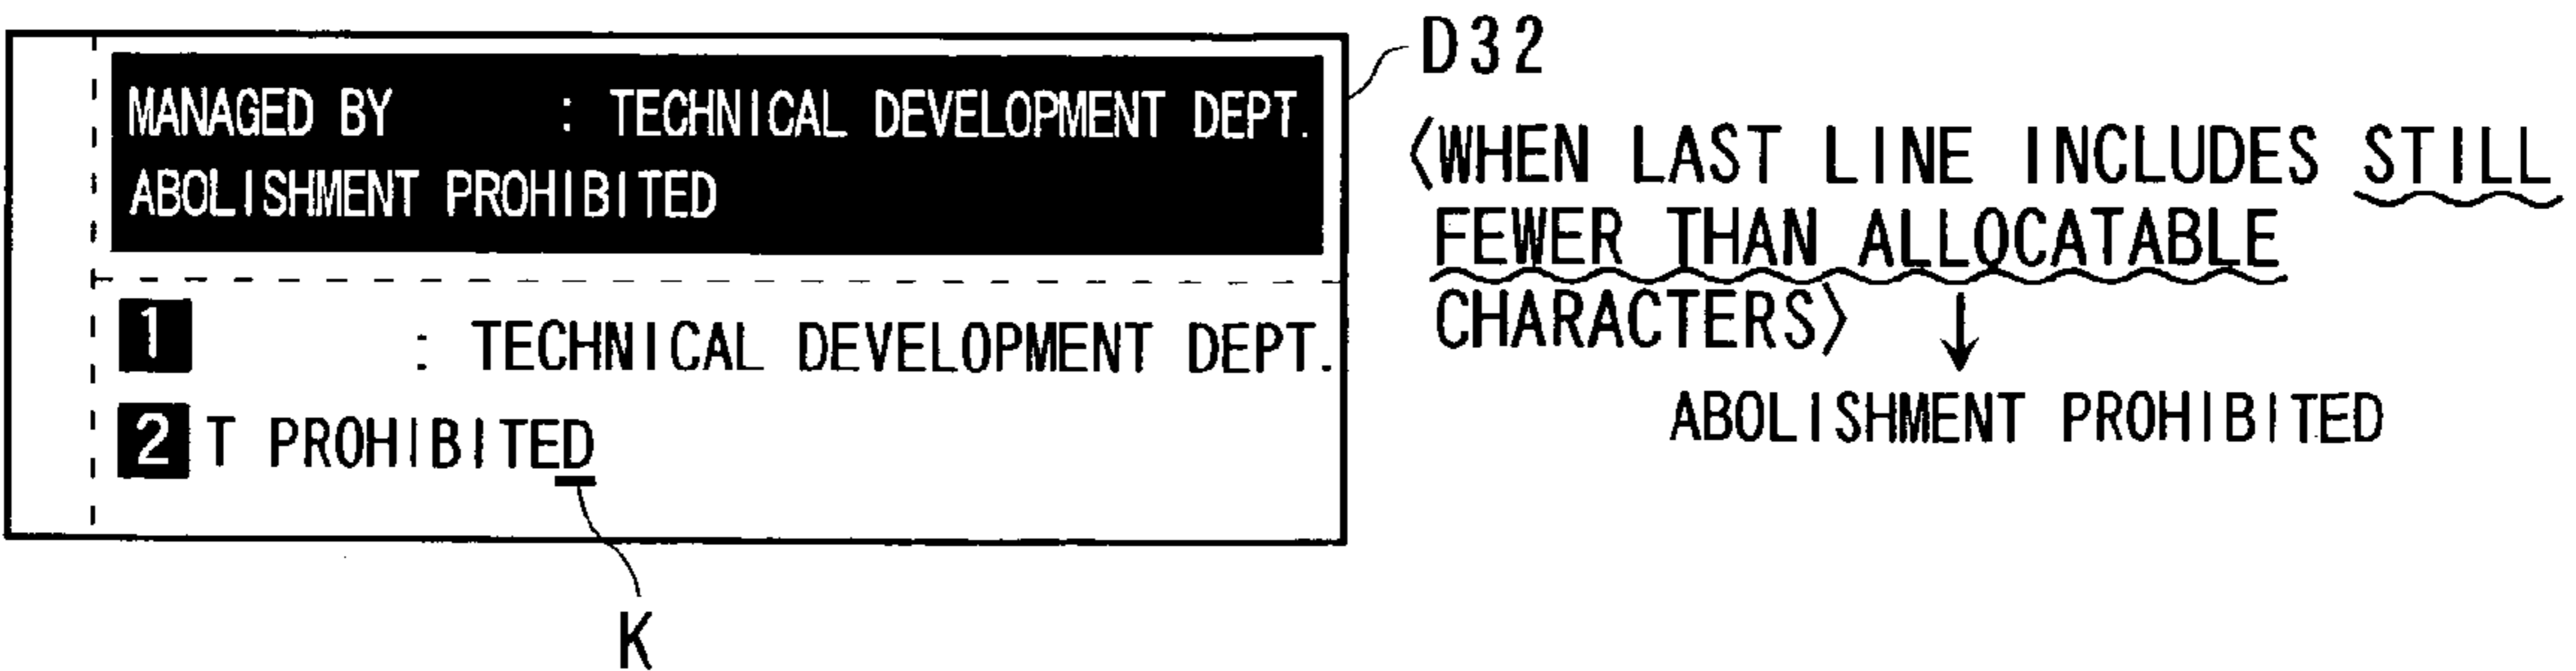 D32
MANAGED BY : TECHNICAL DEVELOPMENT DEPT.
ABOLISHMENT PROHIBITED
1 : TECHNICAL DEVELOPMENT DEPT.
2 T PROHIBITED
K
〈WHEN LAST LINE INCLUDES STILL
FEWER THAN ALLOCATABLE
CHARACTERS〉 ↓
ABOLISHMENT PROHIBITED